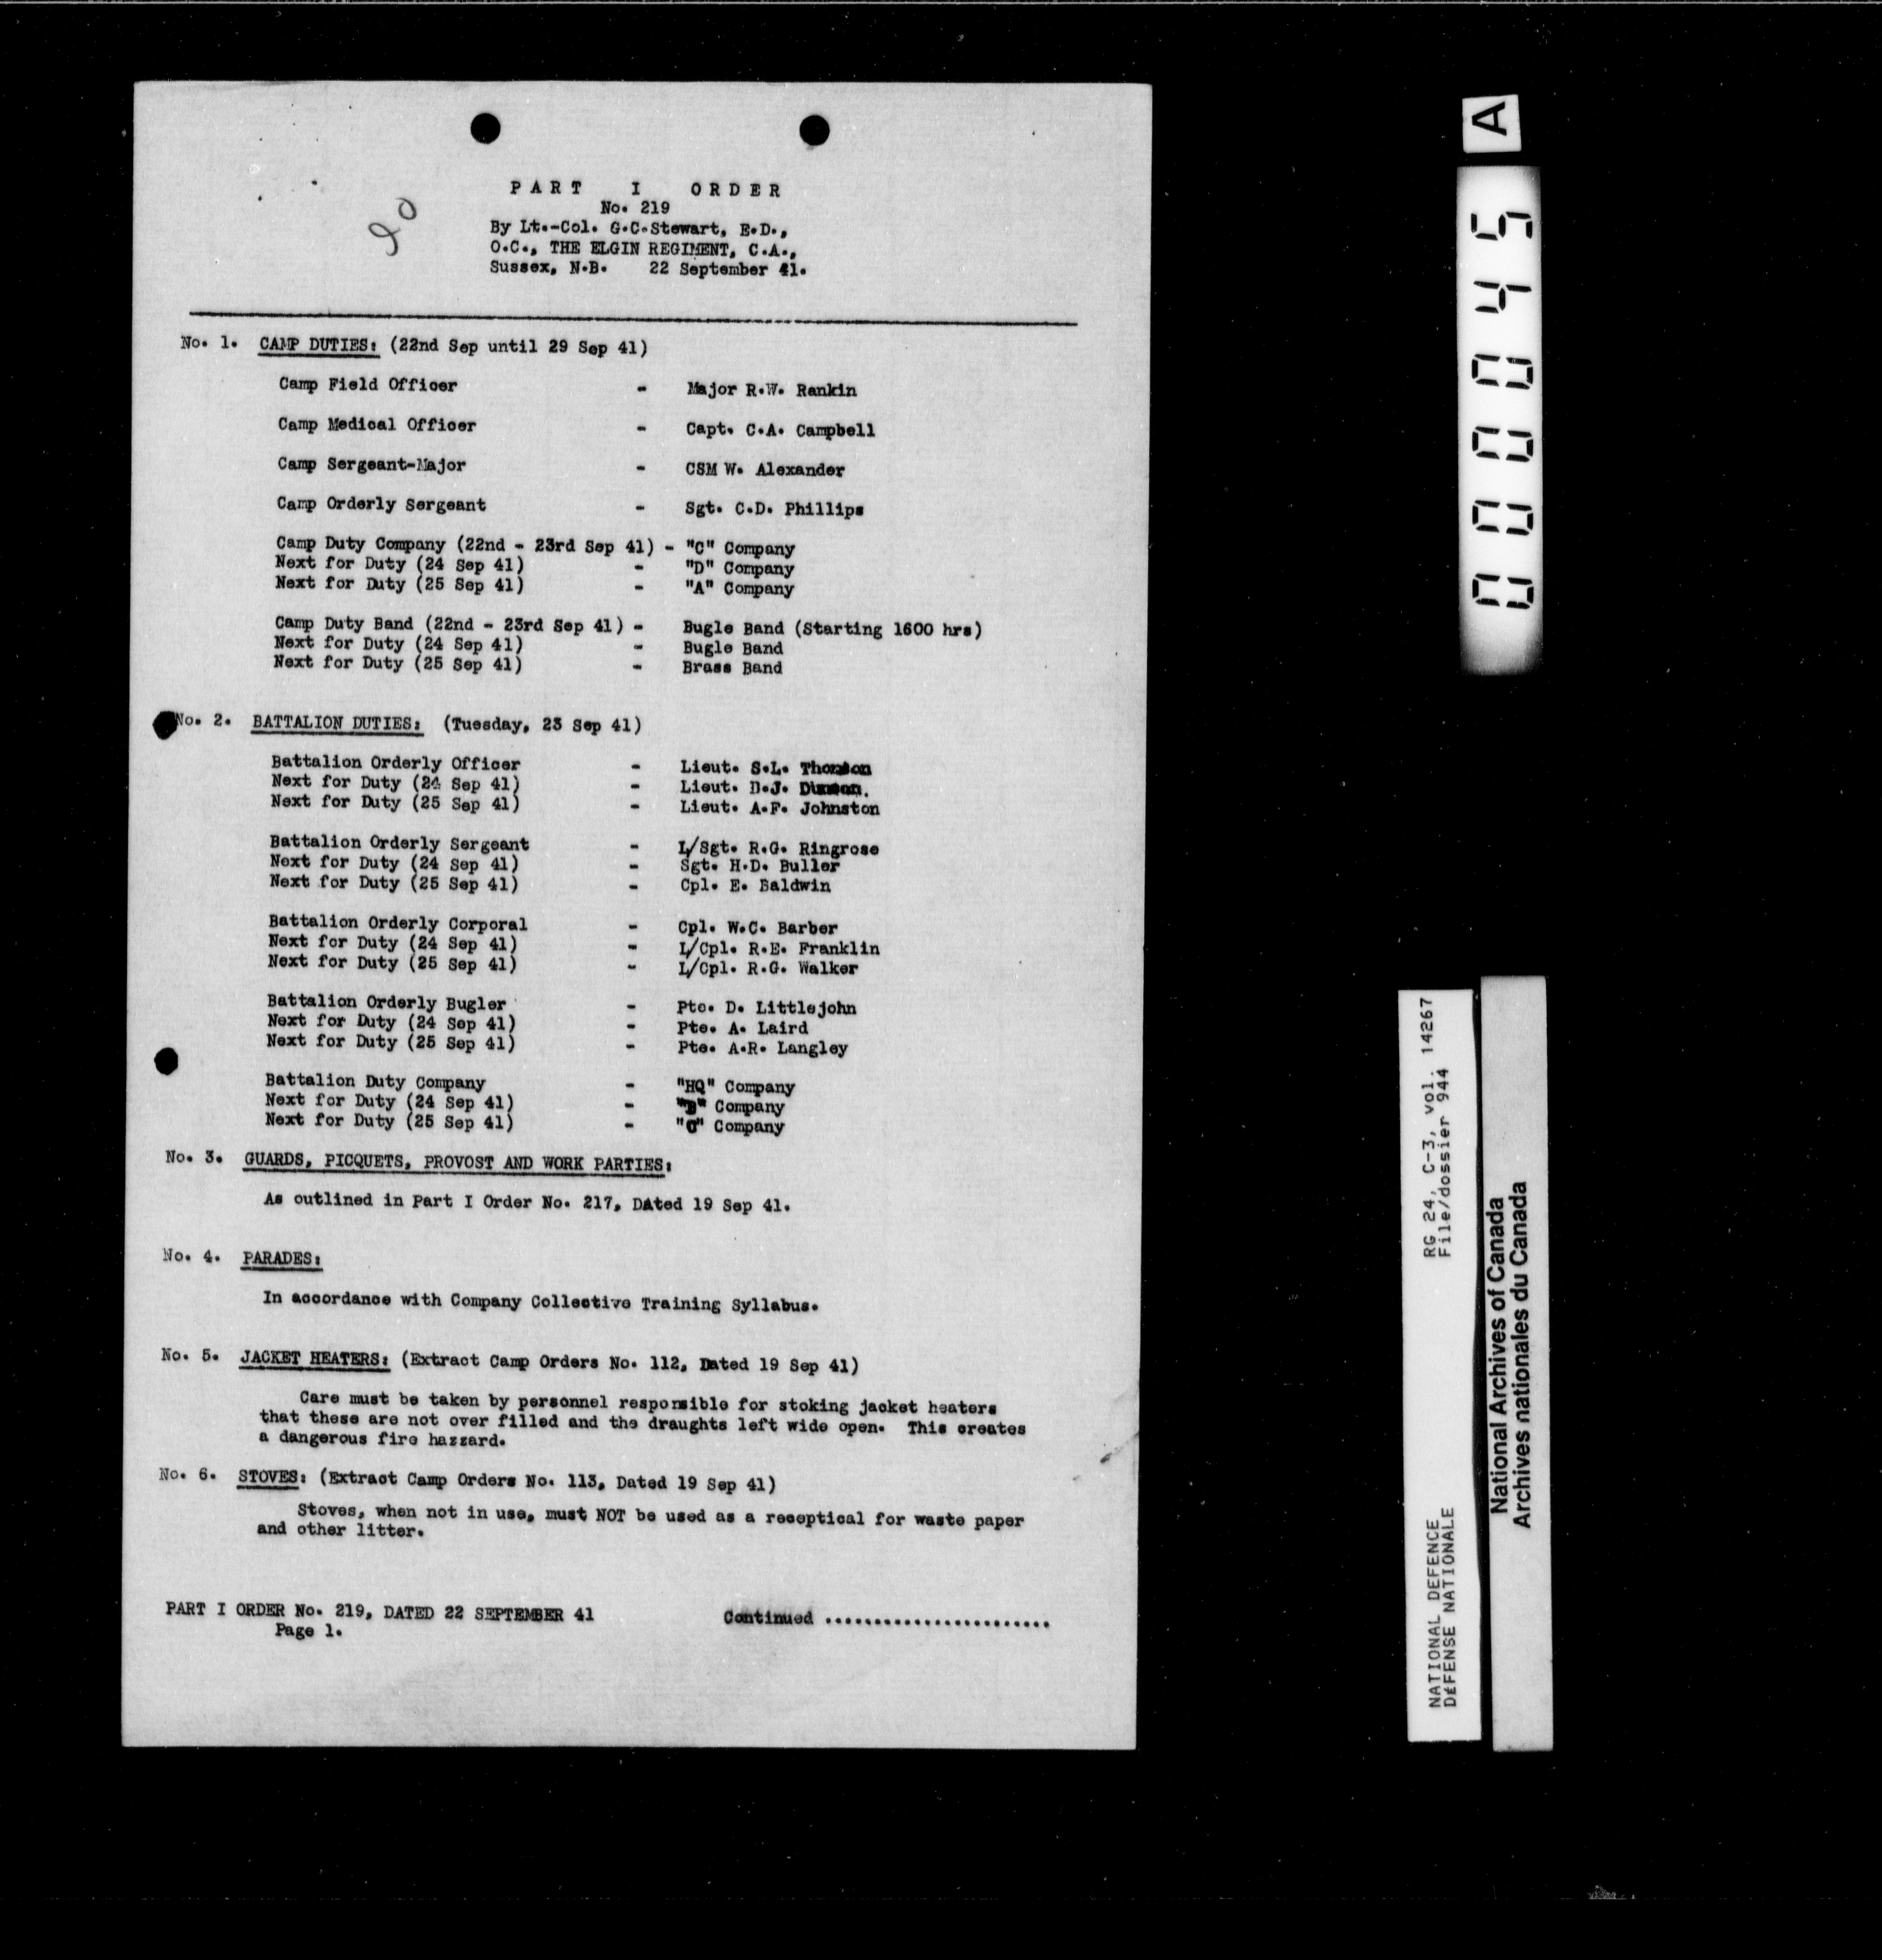 PART I ORDER
No. 219
By Lt.-Col. G.C.Stewart, E.D.,
O.C., THE ELGIN REGIMENT, C.A.,
Sussex, N.B. 22 September 41.
No. 1. CAMP DUTIES: (22nd Sep until 29 Sep 41)
Camp Field Officer - Major R.W. Rankin
Camp Medical Officer - Capt. C.A. Campbell
Camp Sergeant-Major - CSM W. Alexander
Camp Orderly Sergeant - Sgt. C.D. Phillips
Camp Duty Company (22nd - 23rd Sep 41) - "C" Company
Next for Duty (24 Sep 41) - "D" Company
Next for Duty (25 Sep 41) - "A" Company
Camp Duty Band (22nd - 23rd Sep 41) - Bugle Band (Starting 1600 hrs)
Next for Duty (24 Sep 41) - Bugle Band
Next for Duty (25 Sep 41) - Brass Band
No. 2. BATTALION DUTIES: (Tuesday, 23 Sep 41)
Battalion Orderly Officer - Lieut. S.L.
Next for Duty (24 Sep 41) - Lieut. D.J.
Next for Duty (25 Sep 41) - Lieut. A.F. Johnston
Battalion Orderly Sergeant - L/Sgt. R.G. Ringrose
Next for Duty (24 Sep 41) - Sgt. H.D. Buller
Next for Duty (25 Sep 41) - Cpl. E. Baldwin
Battalion Orderly Corporal - Cpl. W.C. Barber
Next for Duty (24 Sep 41) - L/Cpl. R.E. Franklin
Next for Duty (25 Sep 41) - L/Cpl. R.G. Walker
Battalion Orderly Bugler - Pte. D. Littlejohn
Next for Duty (24 Sep 41) - Pte. A. Laird
Next for Duty (25 Sep 41) - Pte. A.R. Langley
Battalion Duty Company - "HQ" Company
Next for Duty (24 Sep 41) - "B" Company
Next for Duty (25 Sep 41) - "C" Company
No. 3. GUARDS, PICQUETS, PROVOST AND WORK PARTIES:
As outlined in Part I Order No. 217, DAted 19 Sep 41.
No. 4. PARADES:
In accordance with Company Collective Training Syllabus.
No. 5. JACKET HEATERS: (Extract Camp Orders No. 112, Dated 19 Sep 41)
Care must be taken by personnel responsible for stoking jacket heaters
that these are not over filled and the draughts left wide open. This creates
a dangerous fire hazzard.
No. 6. STOVES: (Extract Camp Orders No. 113, Dated 19 Sep 41)
Stoves, when not in use, must NOT be used as a receptical for waste paper
and other litter.
PART I ORDER No. 219, DATED 22 SEPTEMBER 41 Continued .......................
Page 1.
A
000045
RG 24, C-3, vol. 14267
File/dossier 944
NATIONAL DEFENCE
DÉFENSE NATIONALE
National Archives of Canada
Archives nationales du Canada